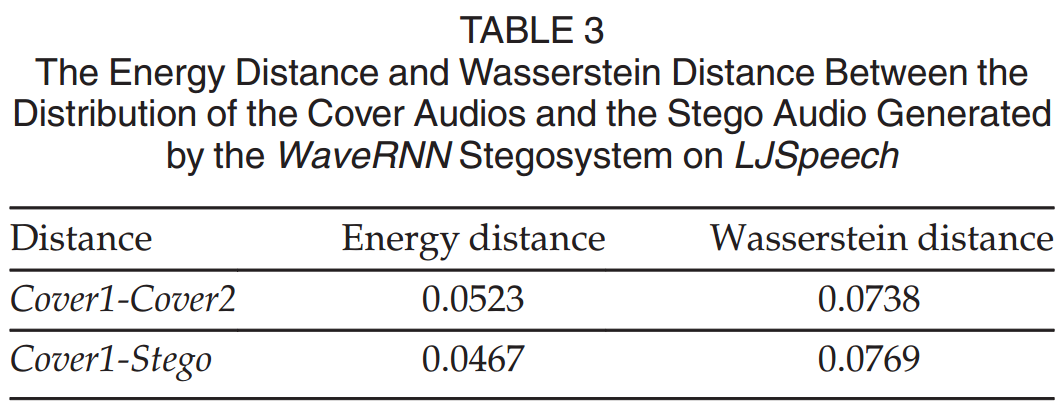 TABLE 3
The Energy Distance and Wasserstein Distance Between the
Distribution of the Cover Audios and the Stego Audio Generated
by the WaveRNN Stegosystem on LJSpeech
Distance Energy distance Wasserstein distance
Cover1-Cover2 0.0523 0.0738
Cover1-Stego 0.0467 0.0769